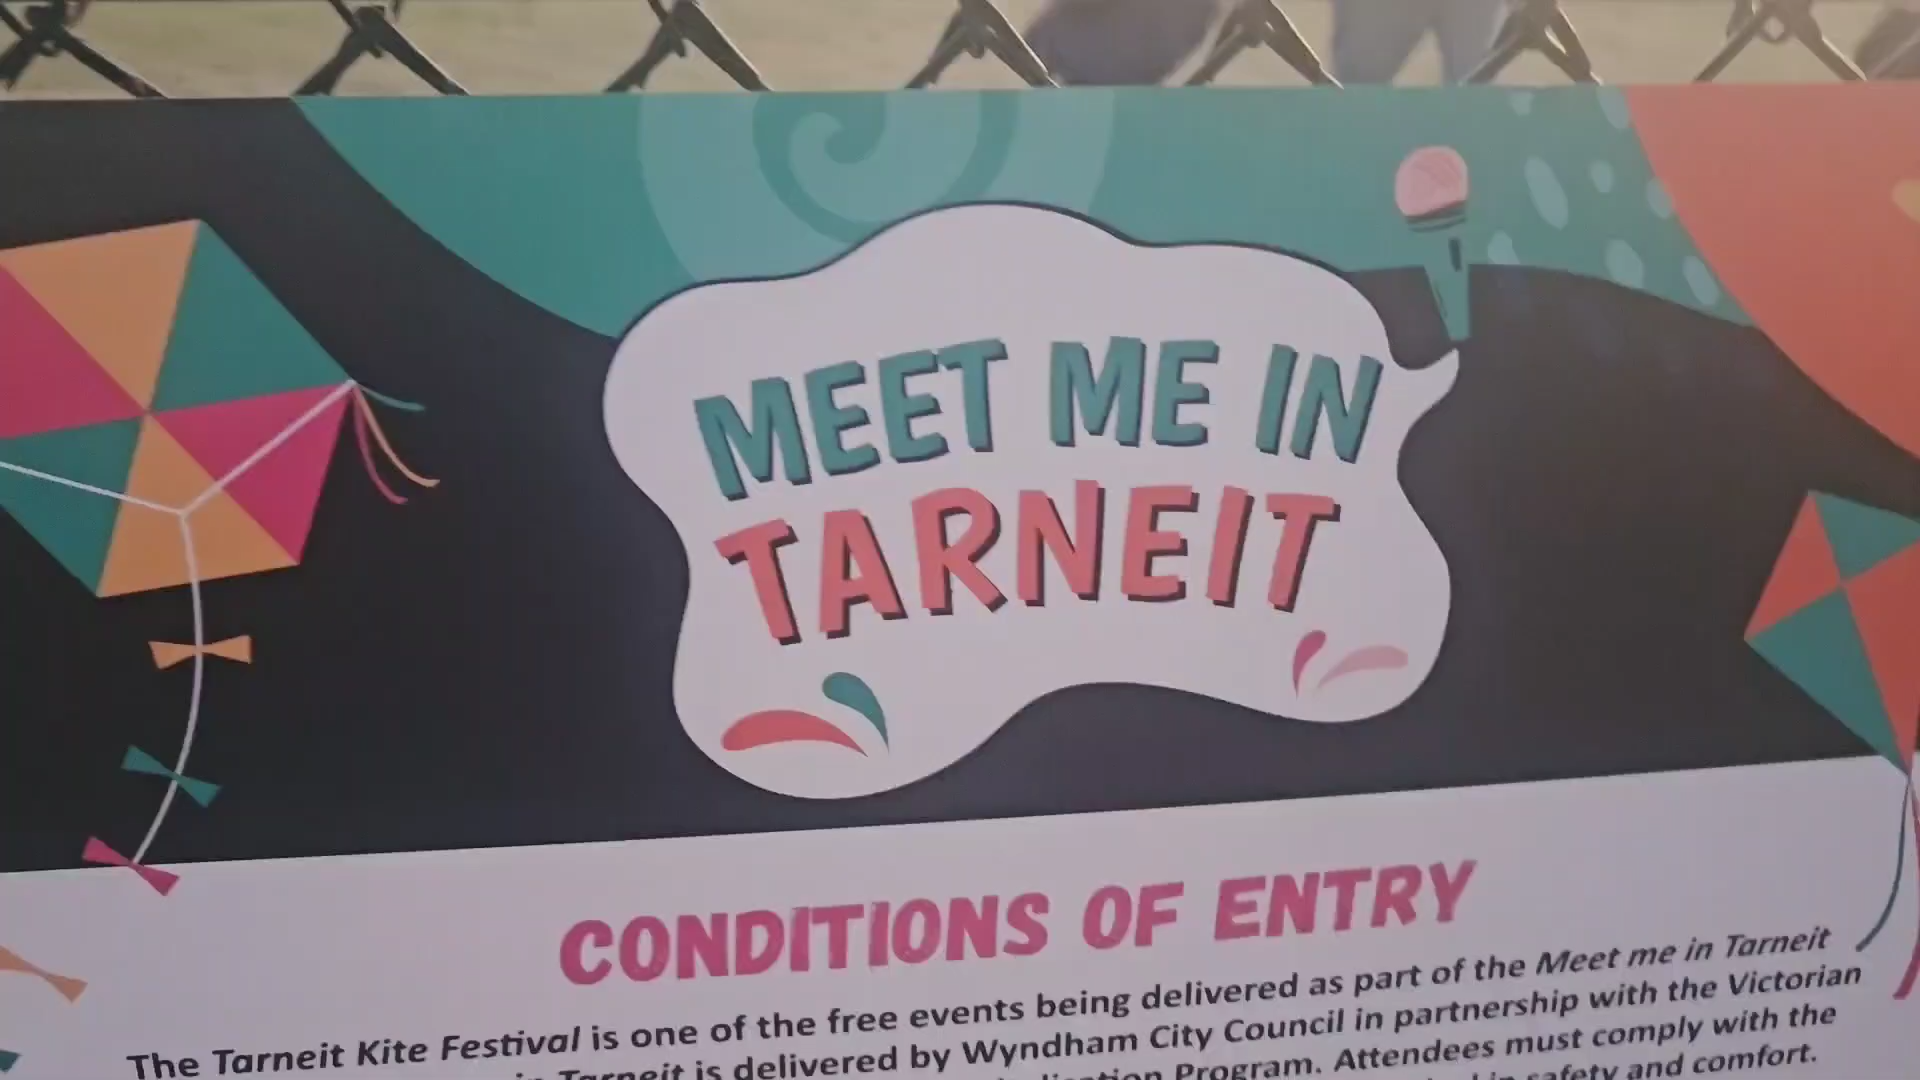 MEET ME IN
TARNEIT
CONDITIONS OF ENTRY
The Tarneit Kite Festival is one of the free events being delivered as part of the Meet me in Tarneit
Tarneit is delivered by Wyndham City Council in partnership with the Victorian
Program. Attendees must comply with the
safety and comfort.